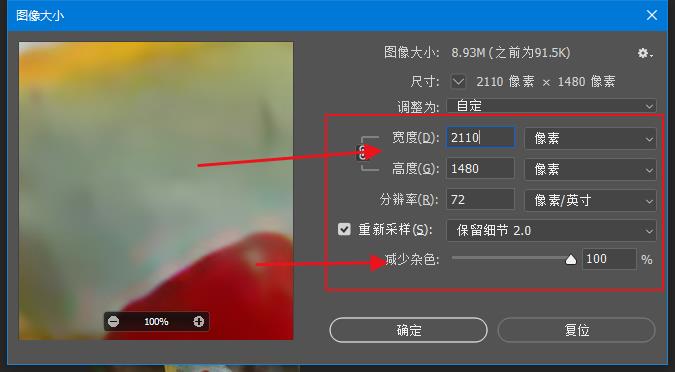 图像大小
图像大小: 8.93M (之前为91.5K)
尺寸: 2110 像素 × 1480 像素
调整为: 自定
宽度(D): 2110 像素
高度(G): 1480 像素
分辨率(R): 72 像素/英寸
重新采样(S): 保留细节 2.0
减少杂色: 100 %
100%
确定 复位